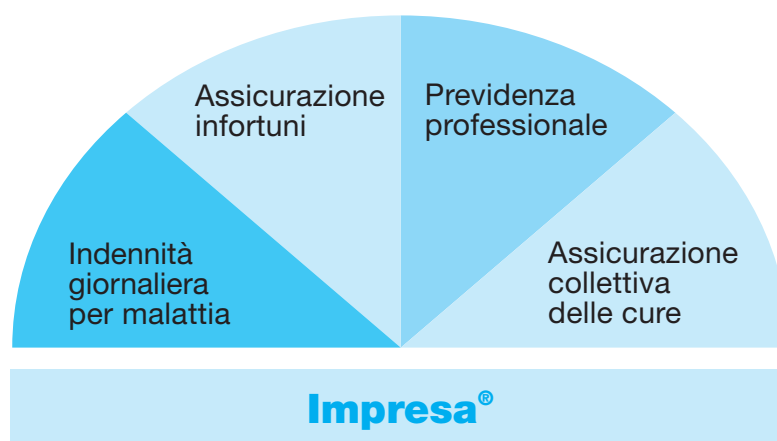 Assicurazione
infortuni
Previdenza
professionale
Indennità
giornaliera
per malattia
Assicurazione
collettiva
delle cure
Impresa®